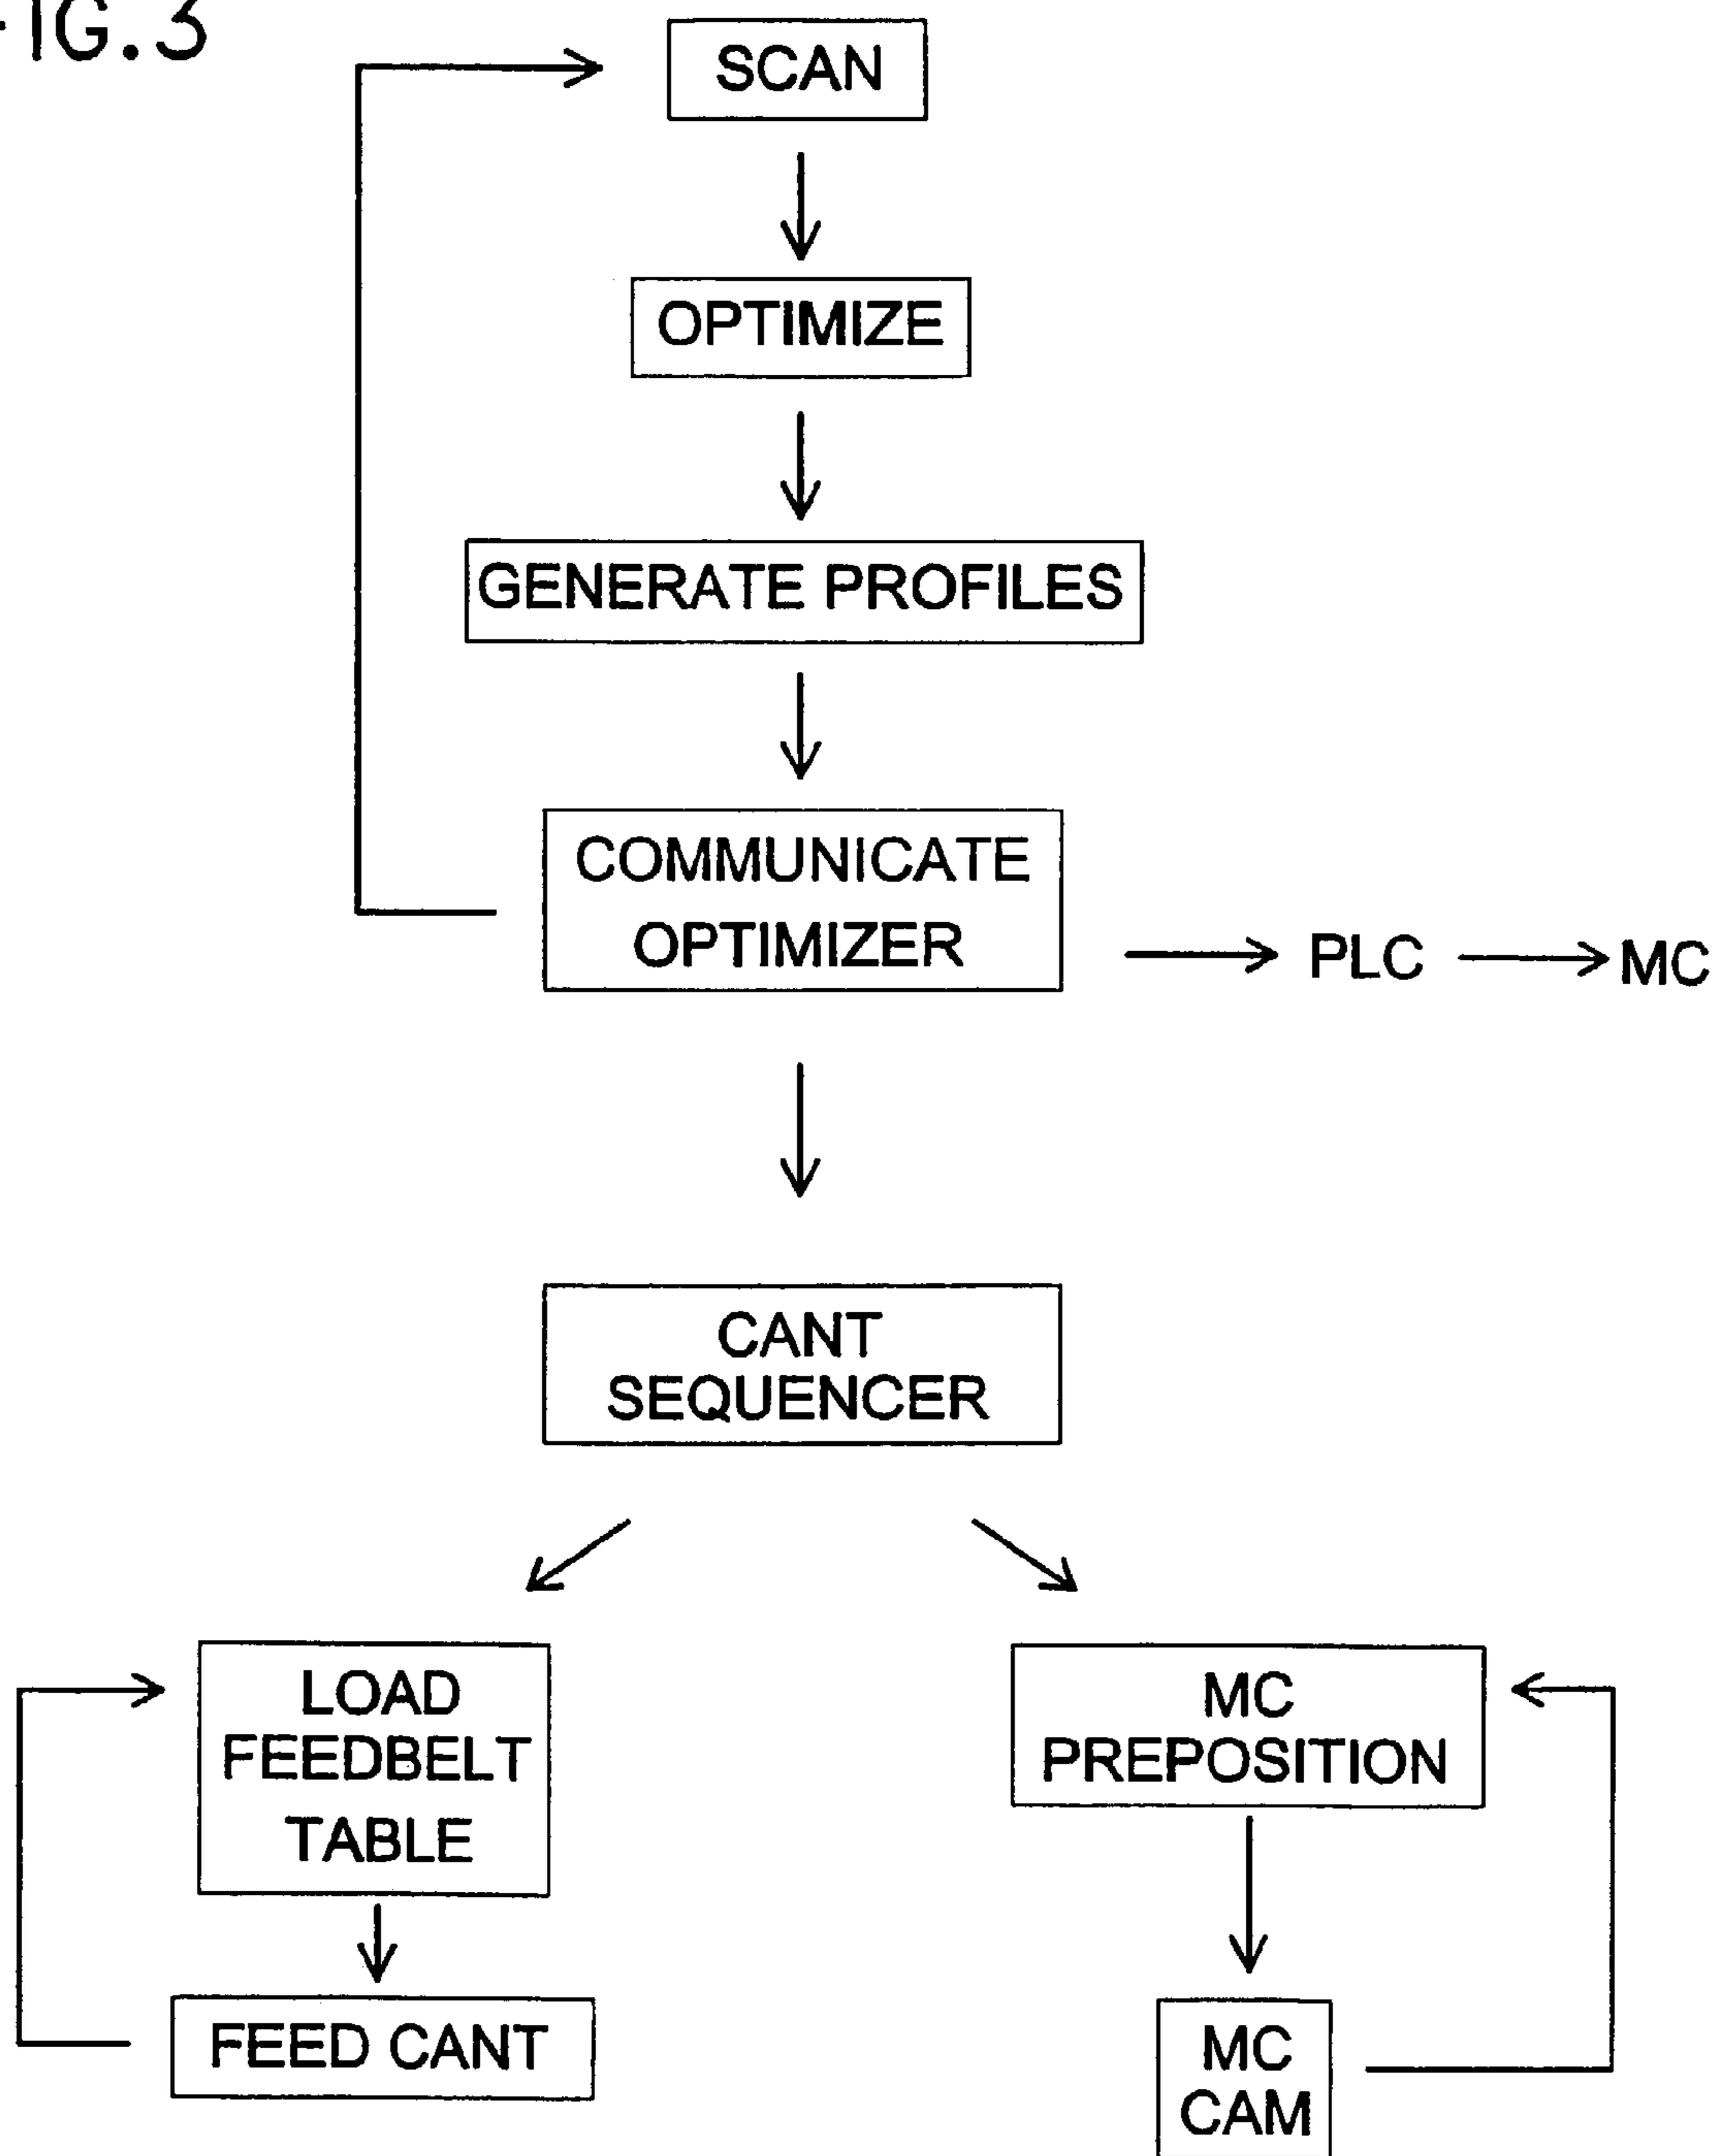 FIG.3
SCAN
OPTIMIZE
GENERATE PROFILES
COMMUNICATE
OPTIMIZER
PLC
MC
CANT
SEQUENCER
LOAD
FEEDBELT
TABLE
MC
PREPOSITION
FEED CANT
MC
CAM